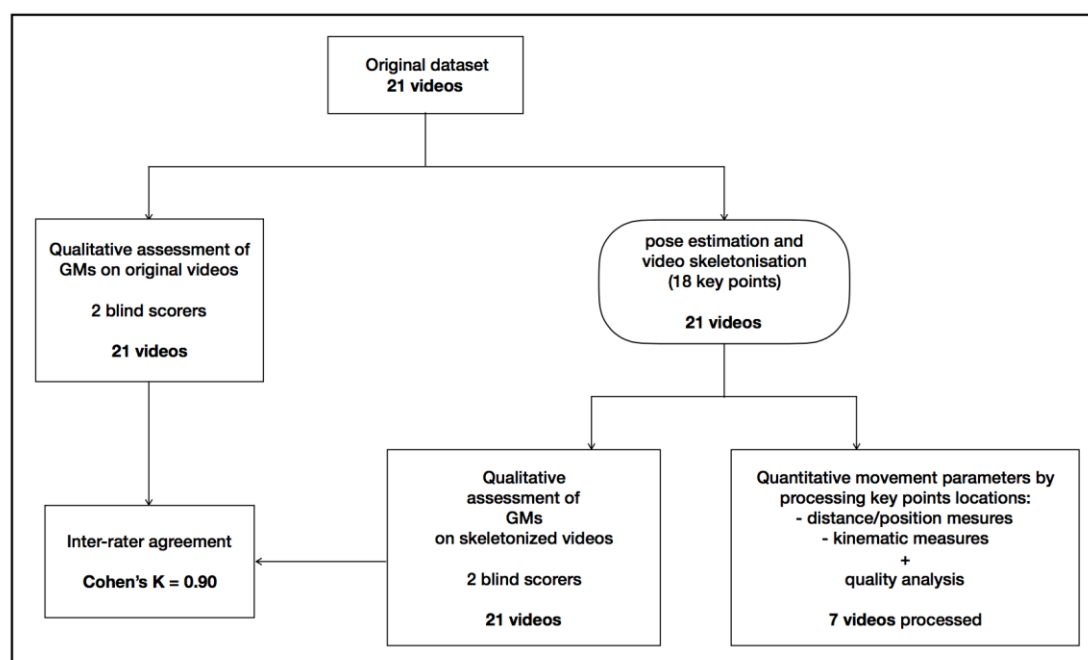 Original dataset
21 videos
Qualitative assessment of
GMs on original videos
2 blind scorers
21 videos
pose estimation and
video skeletonisation
(18 key points)
21 videos
Inter-rater agreement
Cohen's K = 0.90
Qualitative
assessment of
GMs
on skeletonized videos
2 blind scorers
21 videos
Quantitative movement parameters by
processing key points locations:
- distance/position mesures
- kinematic measures
+
quality analysis
7 videos processed